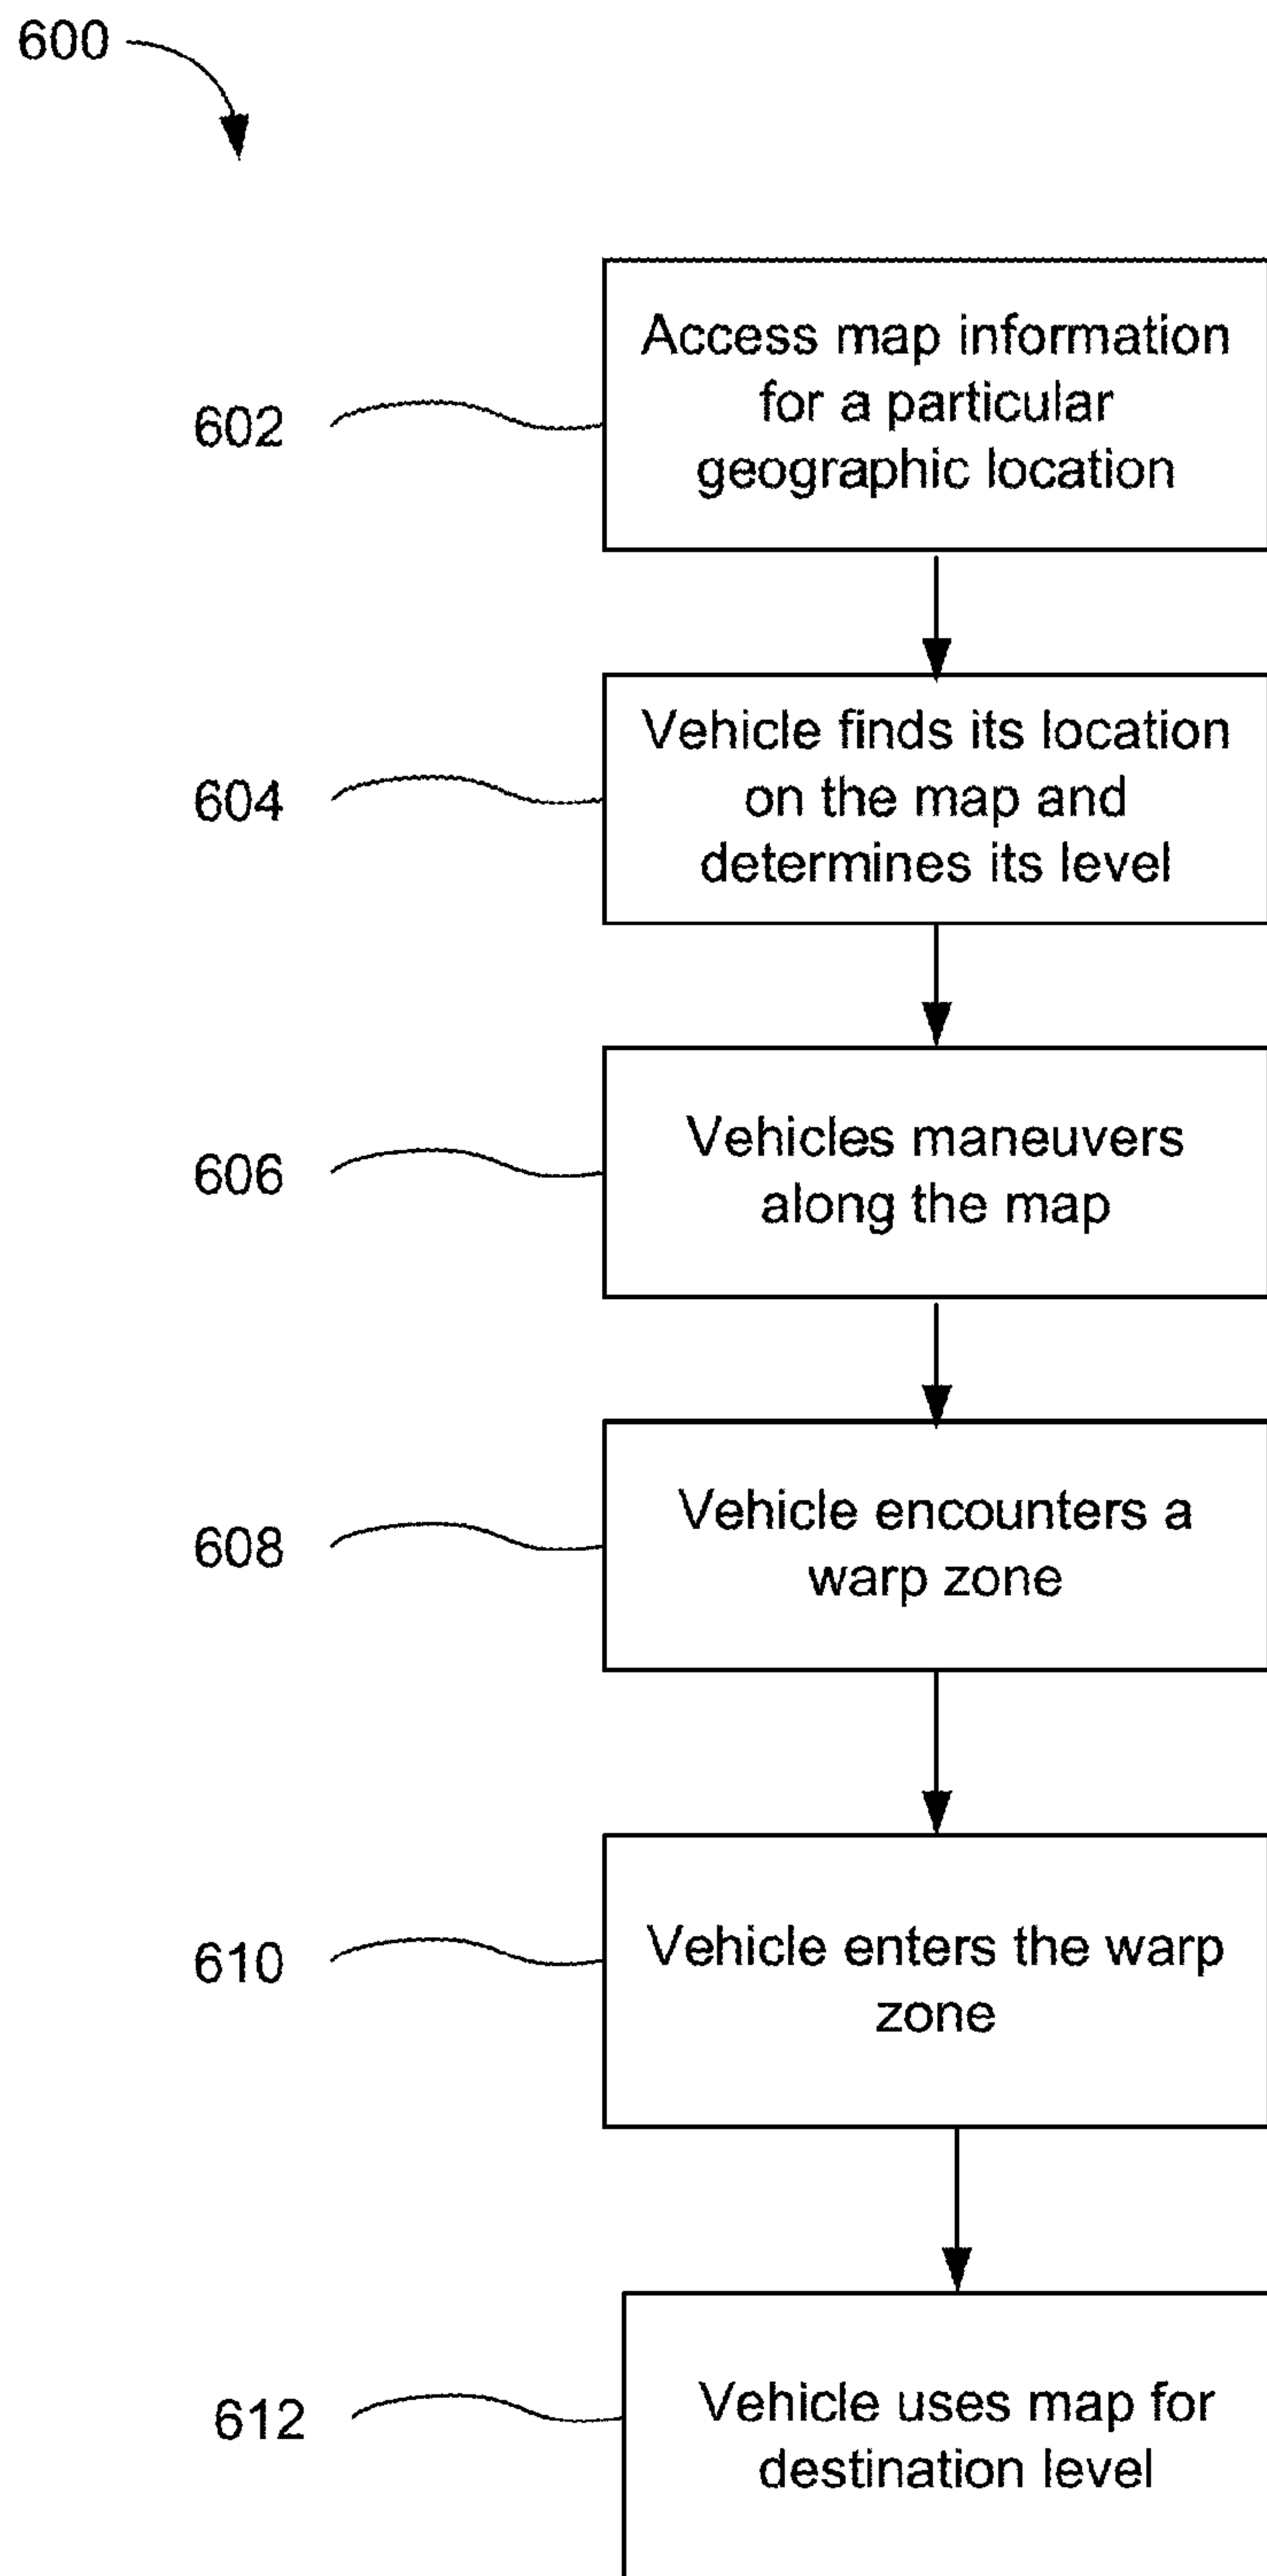 600
Access map information
for a particular
geographic location
602
Vehicle finds its location
on the map and
determines its level
604
Vehicles maneuvers
along the map
606
Vehicle encounters a
warp zone
608
Vehicle enters the warp
zone
610
Vehicle uses map for
destination level
612